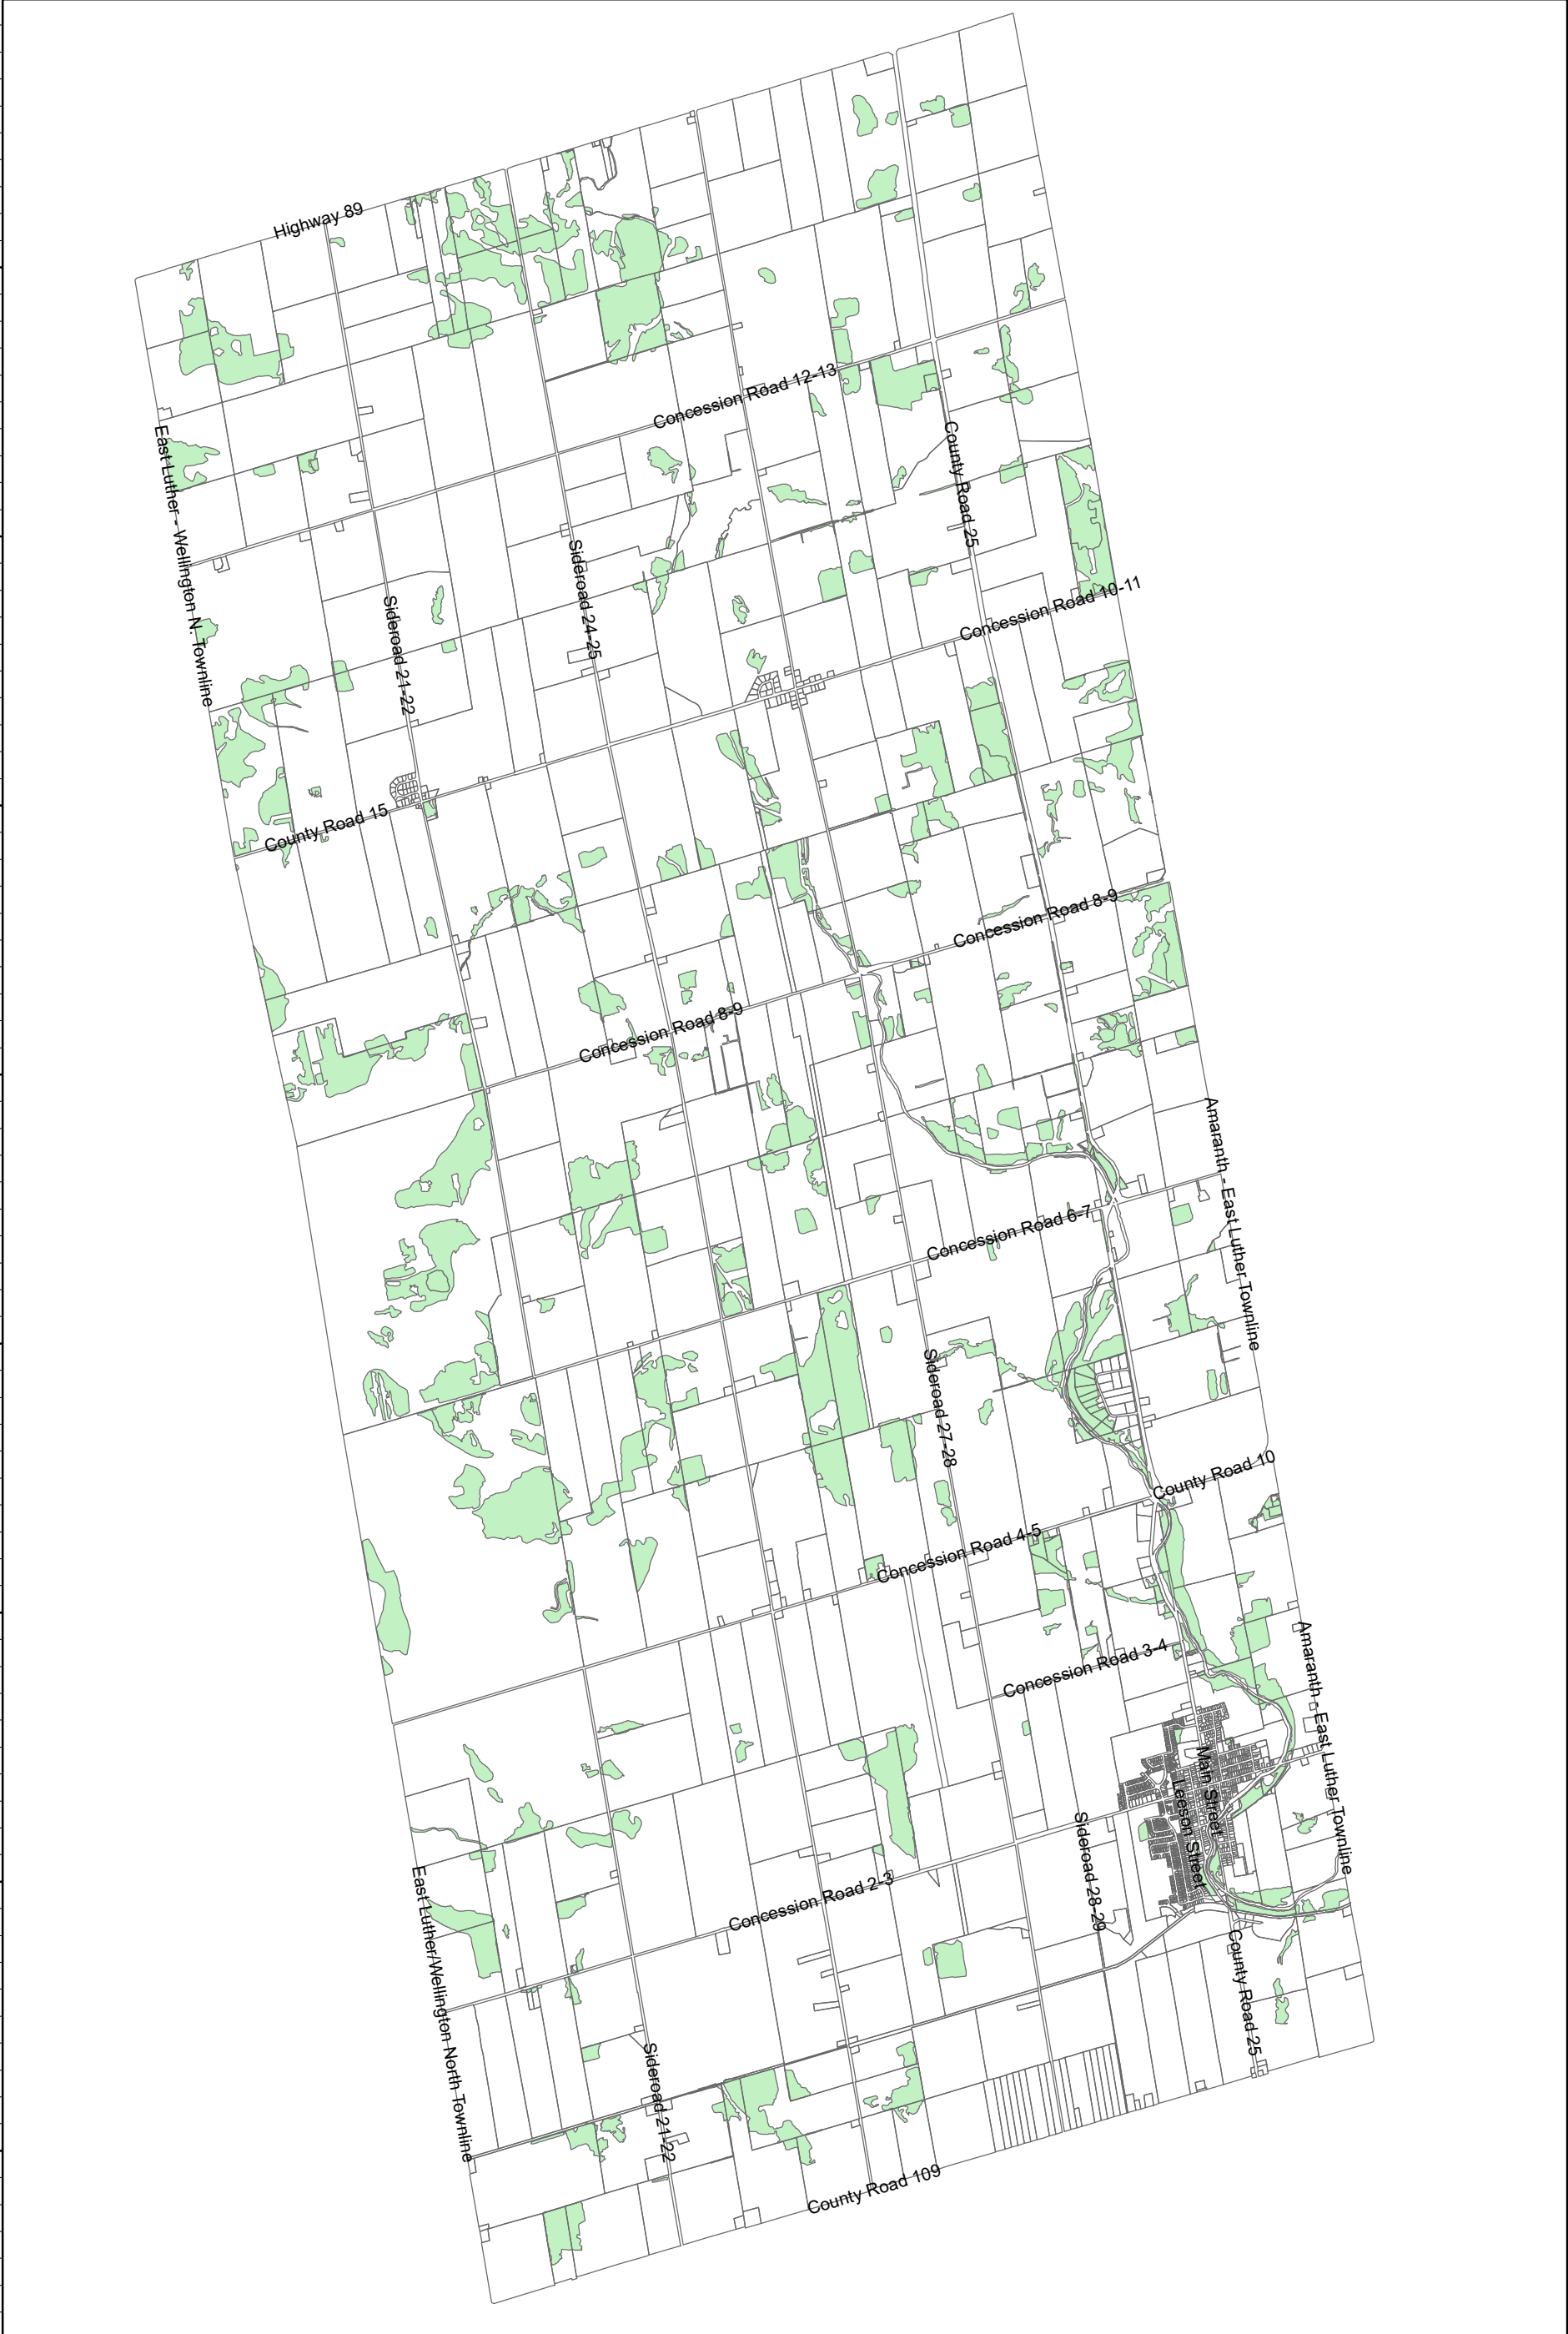 Highway 89
Concession Road 12-13
East Luther - Wellington N. Townline
County Road 25
Sideroad 24-25
Sideroad 21-22
Concession Road 10-11
County Road 15
Concession Road 8-9
Concession Road 8-9
Amaranth - East Luther Townline
Concession Road 6-7
Sideroad 27-28
County Road 10
Concession Road 4-5
Concession Road 3-4
Amaranth - East Luther Townline
Main Street
Leeson Street
Sideroad 28-29
Concession Road 2-3
East Luther/Wellington North Townline
County Road 25
Sideroad 21-22
County Road 109